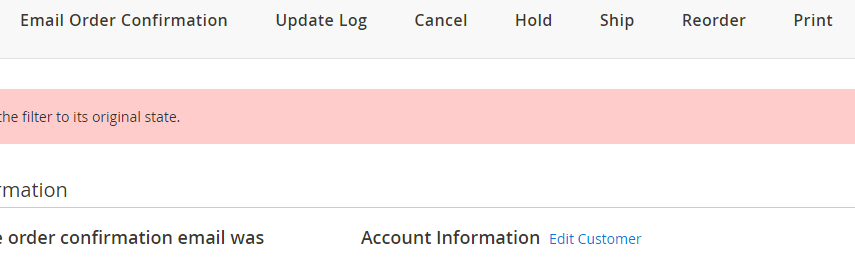 Email Order Confirmation Update Log Cancel Hold Ship Reorder Print
the filter to its original state.
order confirmation email was Account Information Edit Customer